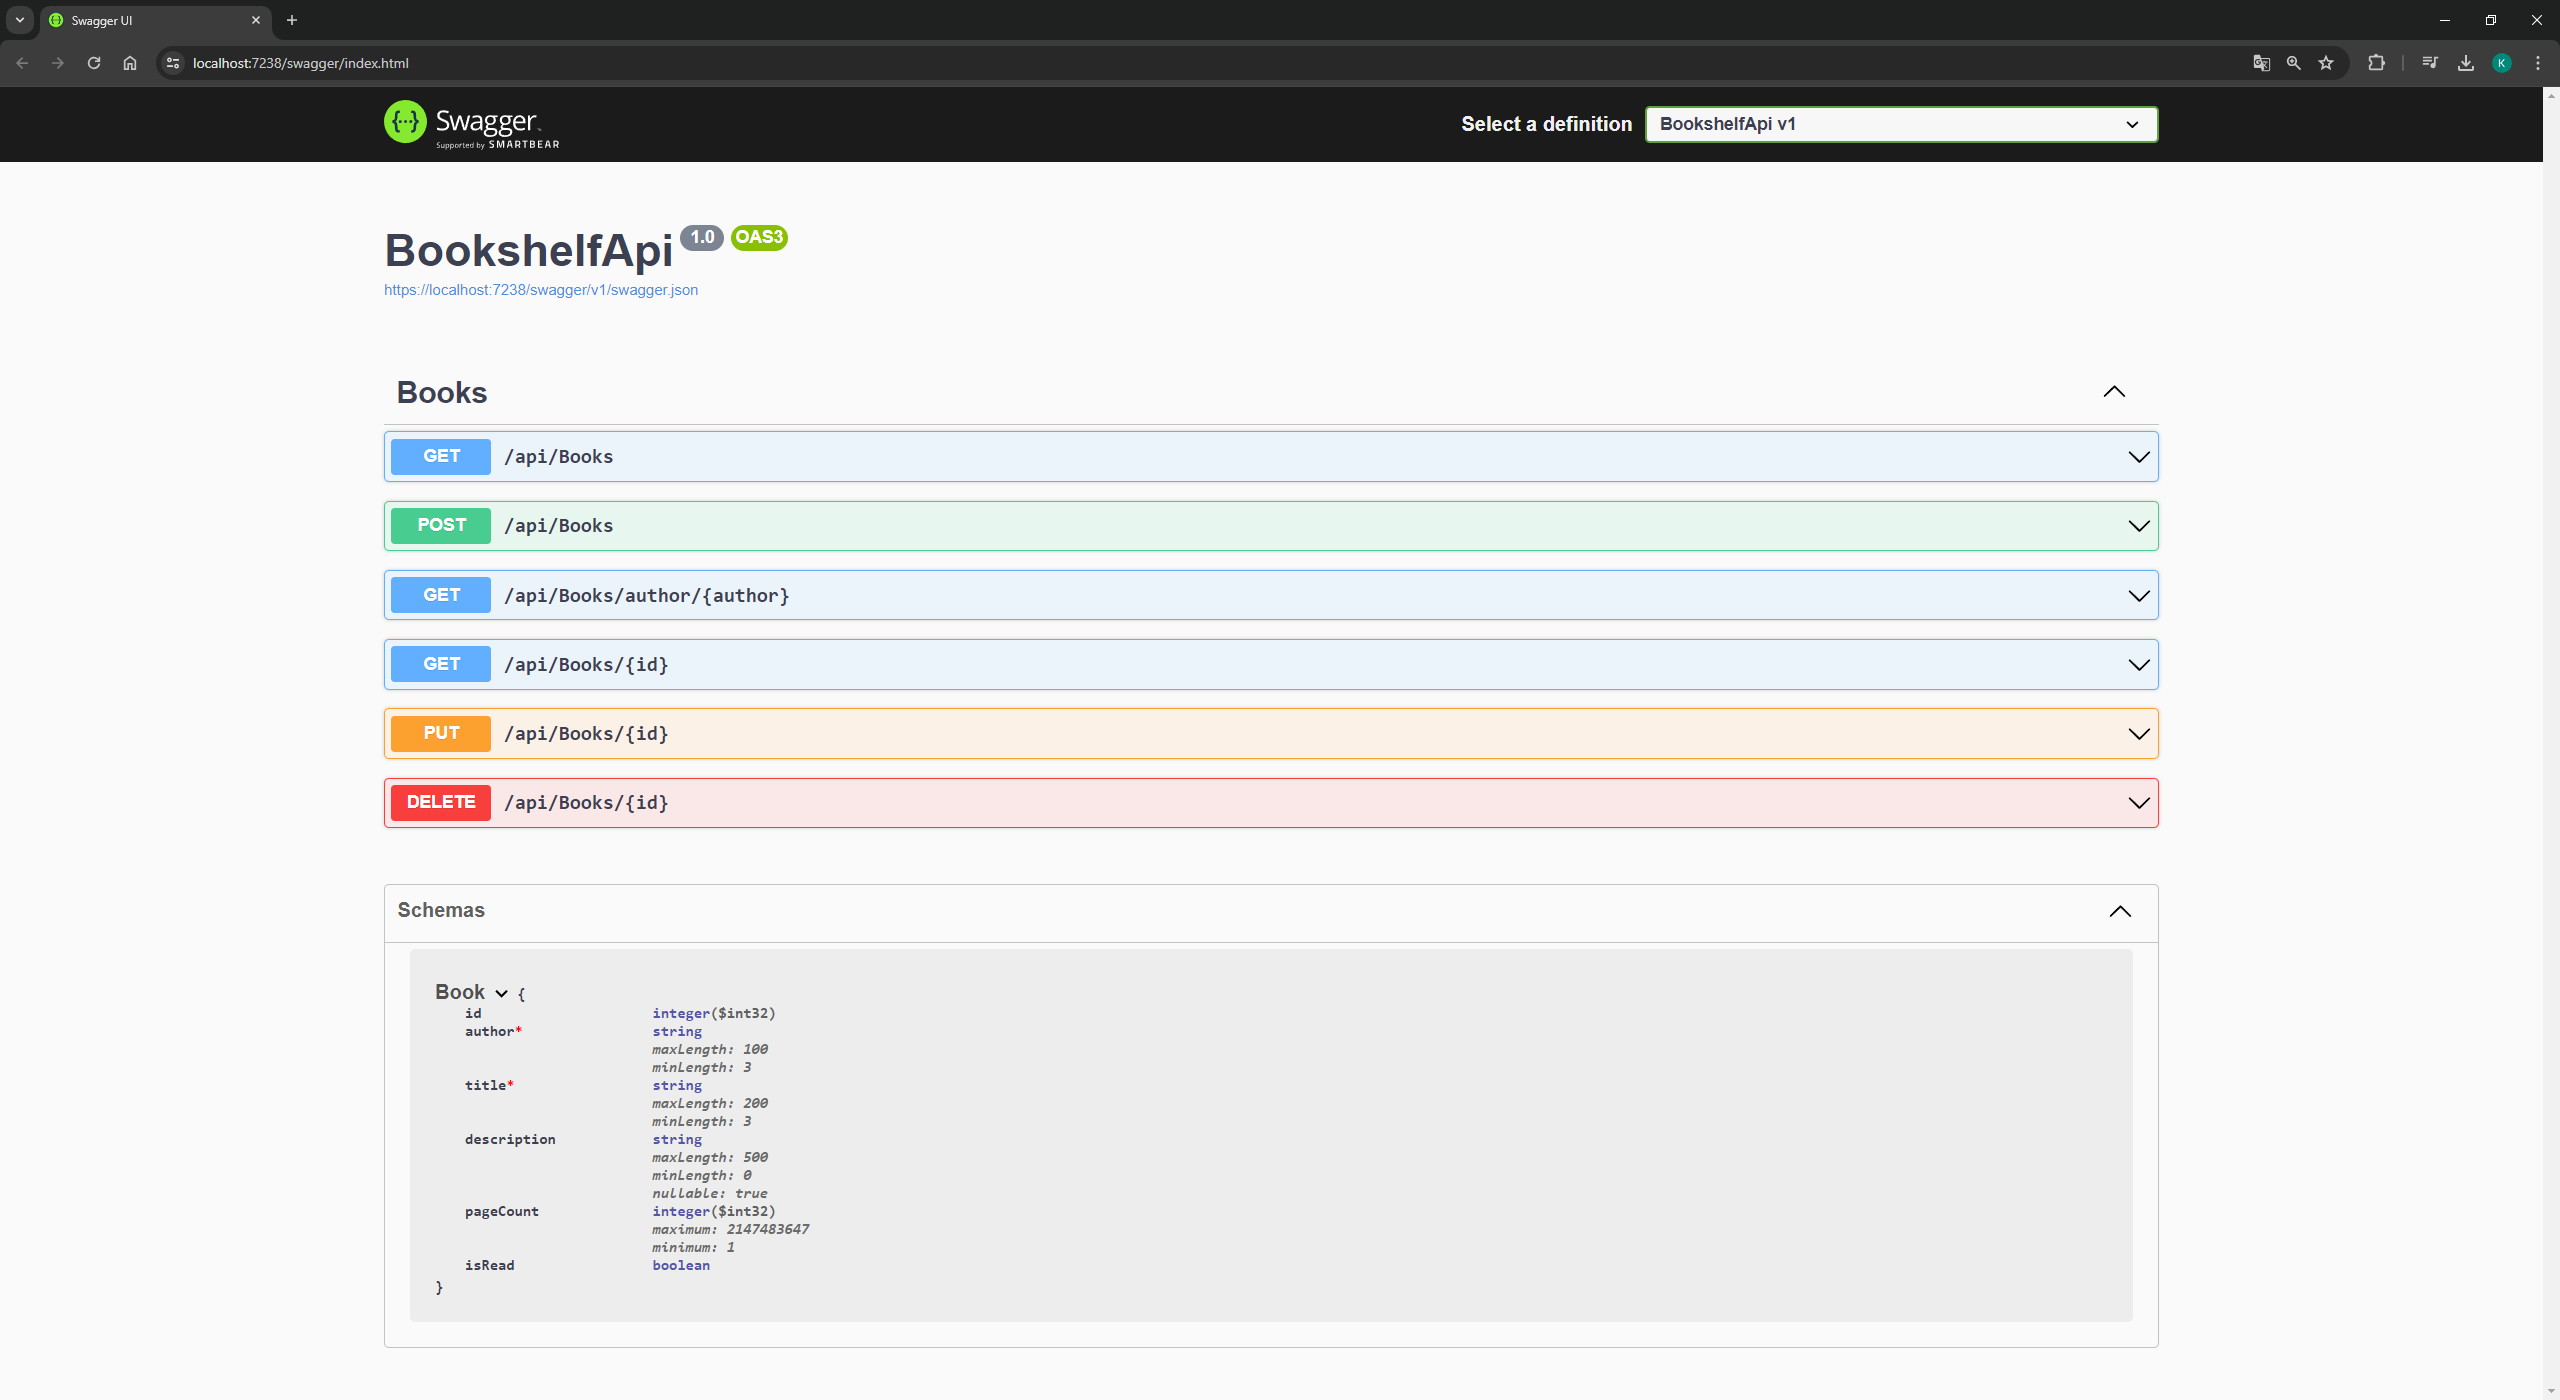 Swagger UI
localhost:7238/swagger/index.html
K
{···} Swagger
Supported by SMARTBEAR
Select a definition
BookshelfApi v1
BookshelfApi 1.0 OAS3
https://localhost:7238/swagger/v1/swagger.json
Books
GET /api/Books
POST /api/Books
GET /api/Books/author/{author}
GET /api/Books/{id}
PUT /api/Books/{id}
DELETE /api/Books/{id}
Schemas
Book {
id integer($int32)
author* string
maxLength: 100
minLength: 3
title* string
maxLength: 200
minLength: 3
description string
maxLength: 500
minLength: 0
nullable: true
pageCount integer($int32)
maximum: 2147483647
minimum: 1
isRead boolean
}